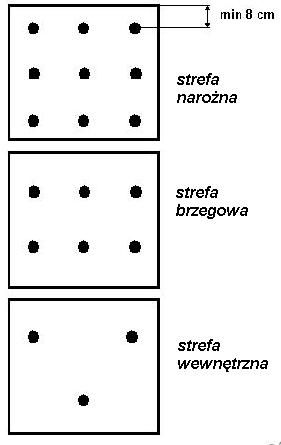 min 8 cm
strefa
narożna
strefa
brzegowa
strefa
wewnętrzna